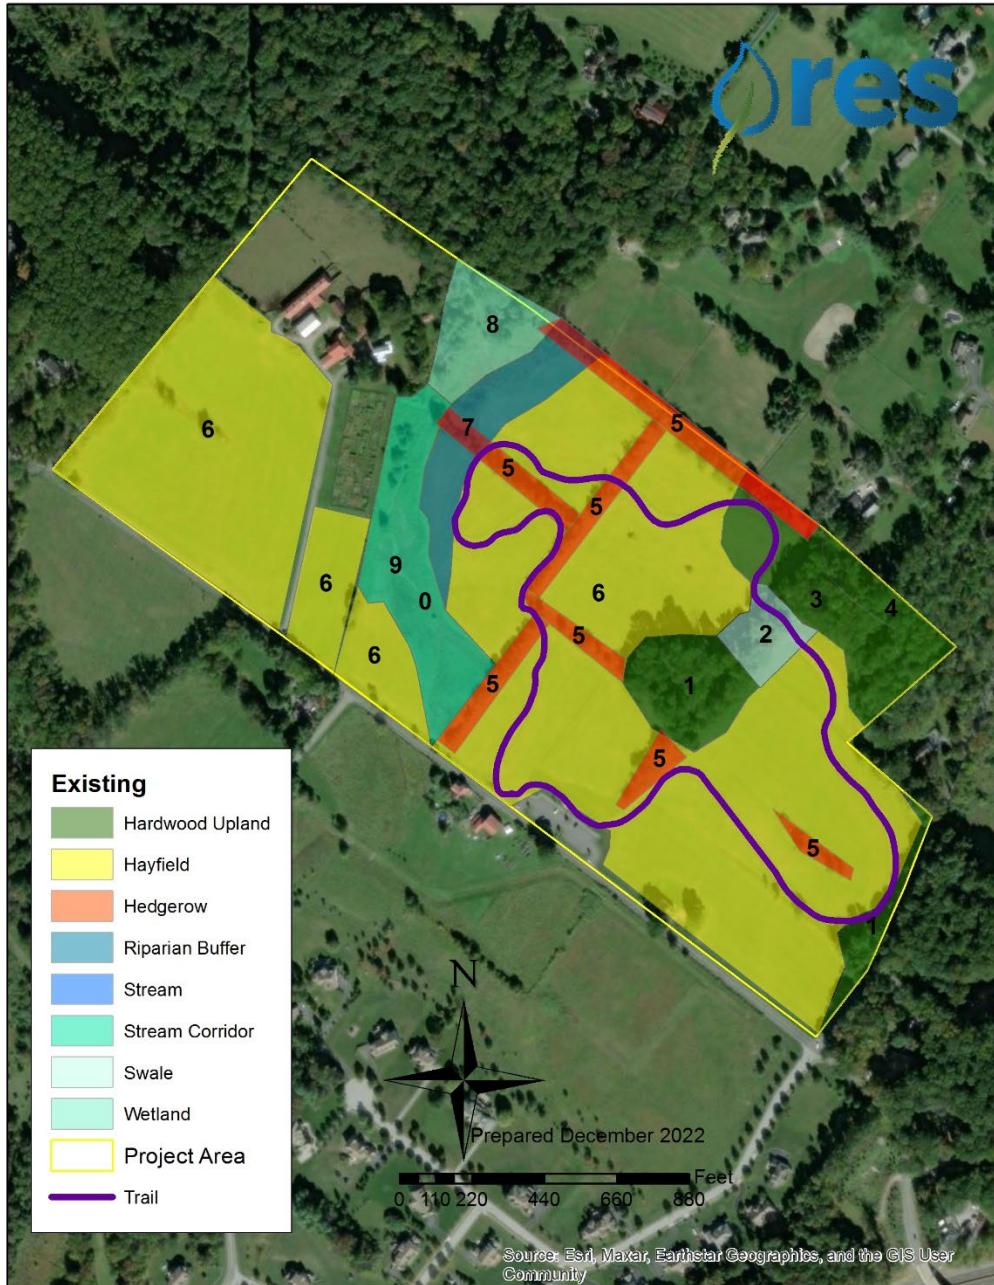 res
8
7
5
6
5
5
9
0
6
6
3
4
6
5
2
1
5
5
5
1
Existing
Hardwood Upland
Hayfield
Hedgerow
Riparian Buffer
Stream
Stream Corridor
Swale
Wetland
Project Area
Trail
N
Prepared December 2022
Feet
0 110 220 440 660 880
Source: Esri, Maxar, Earthstar Geographics, and the GIS User
Community